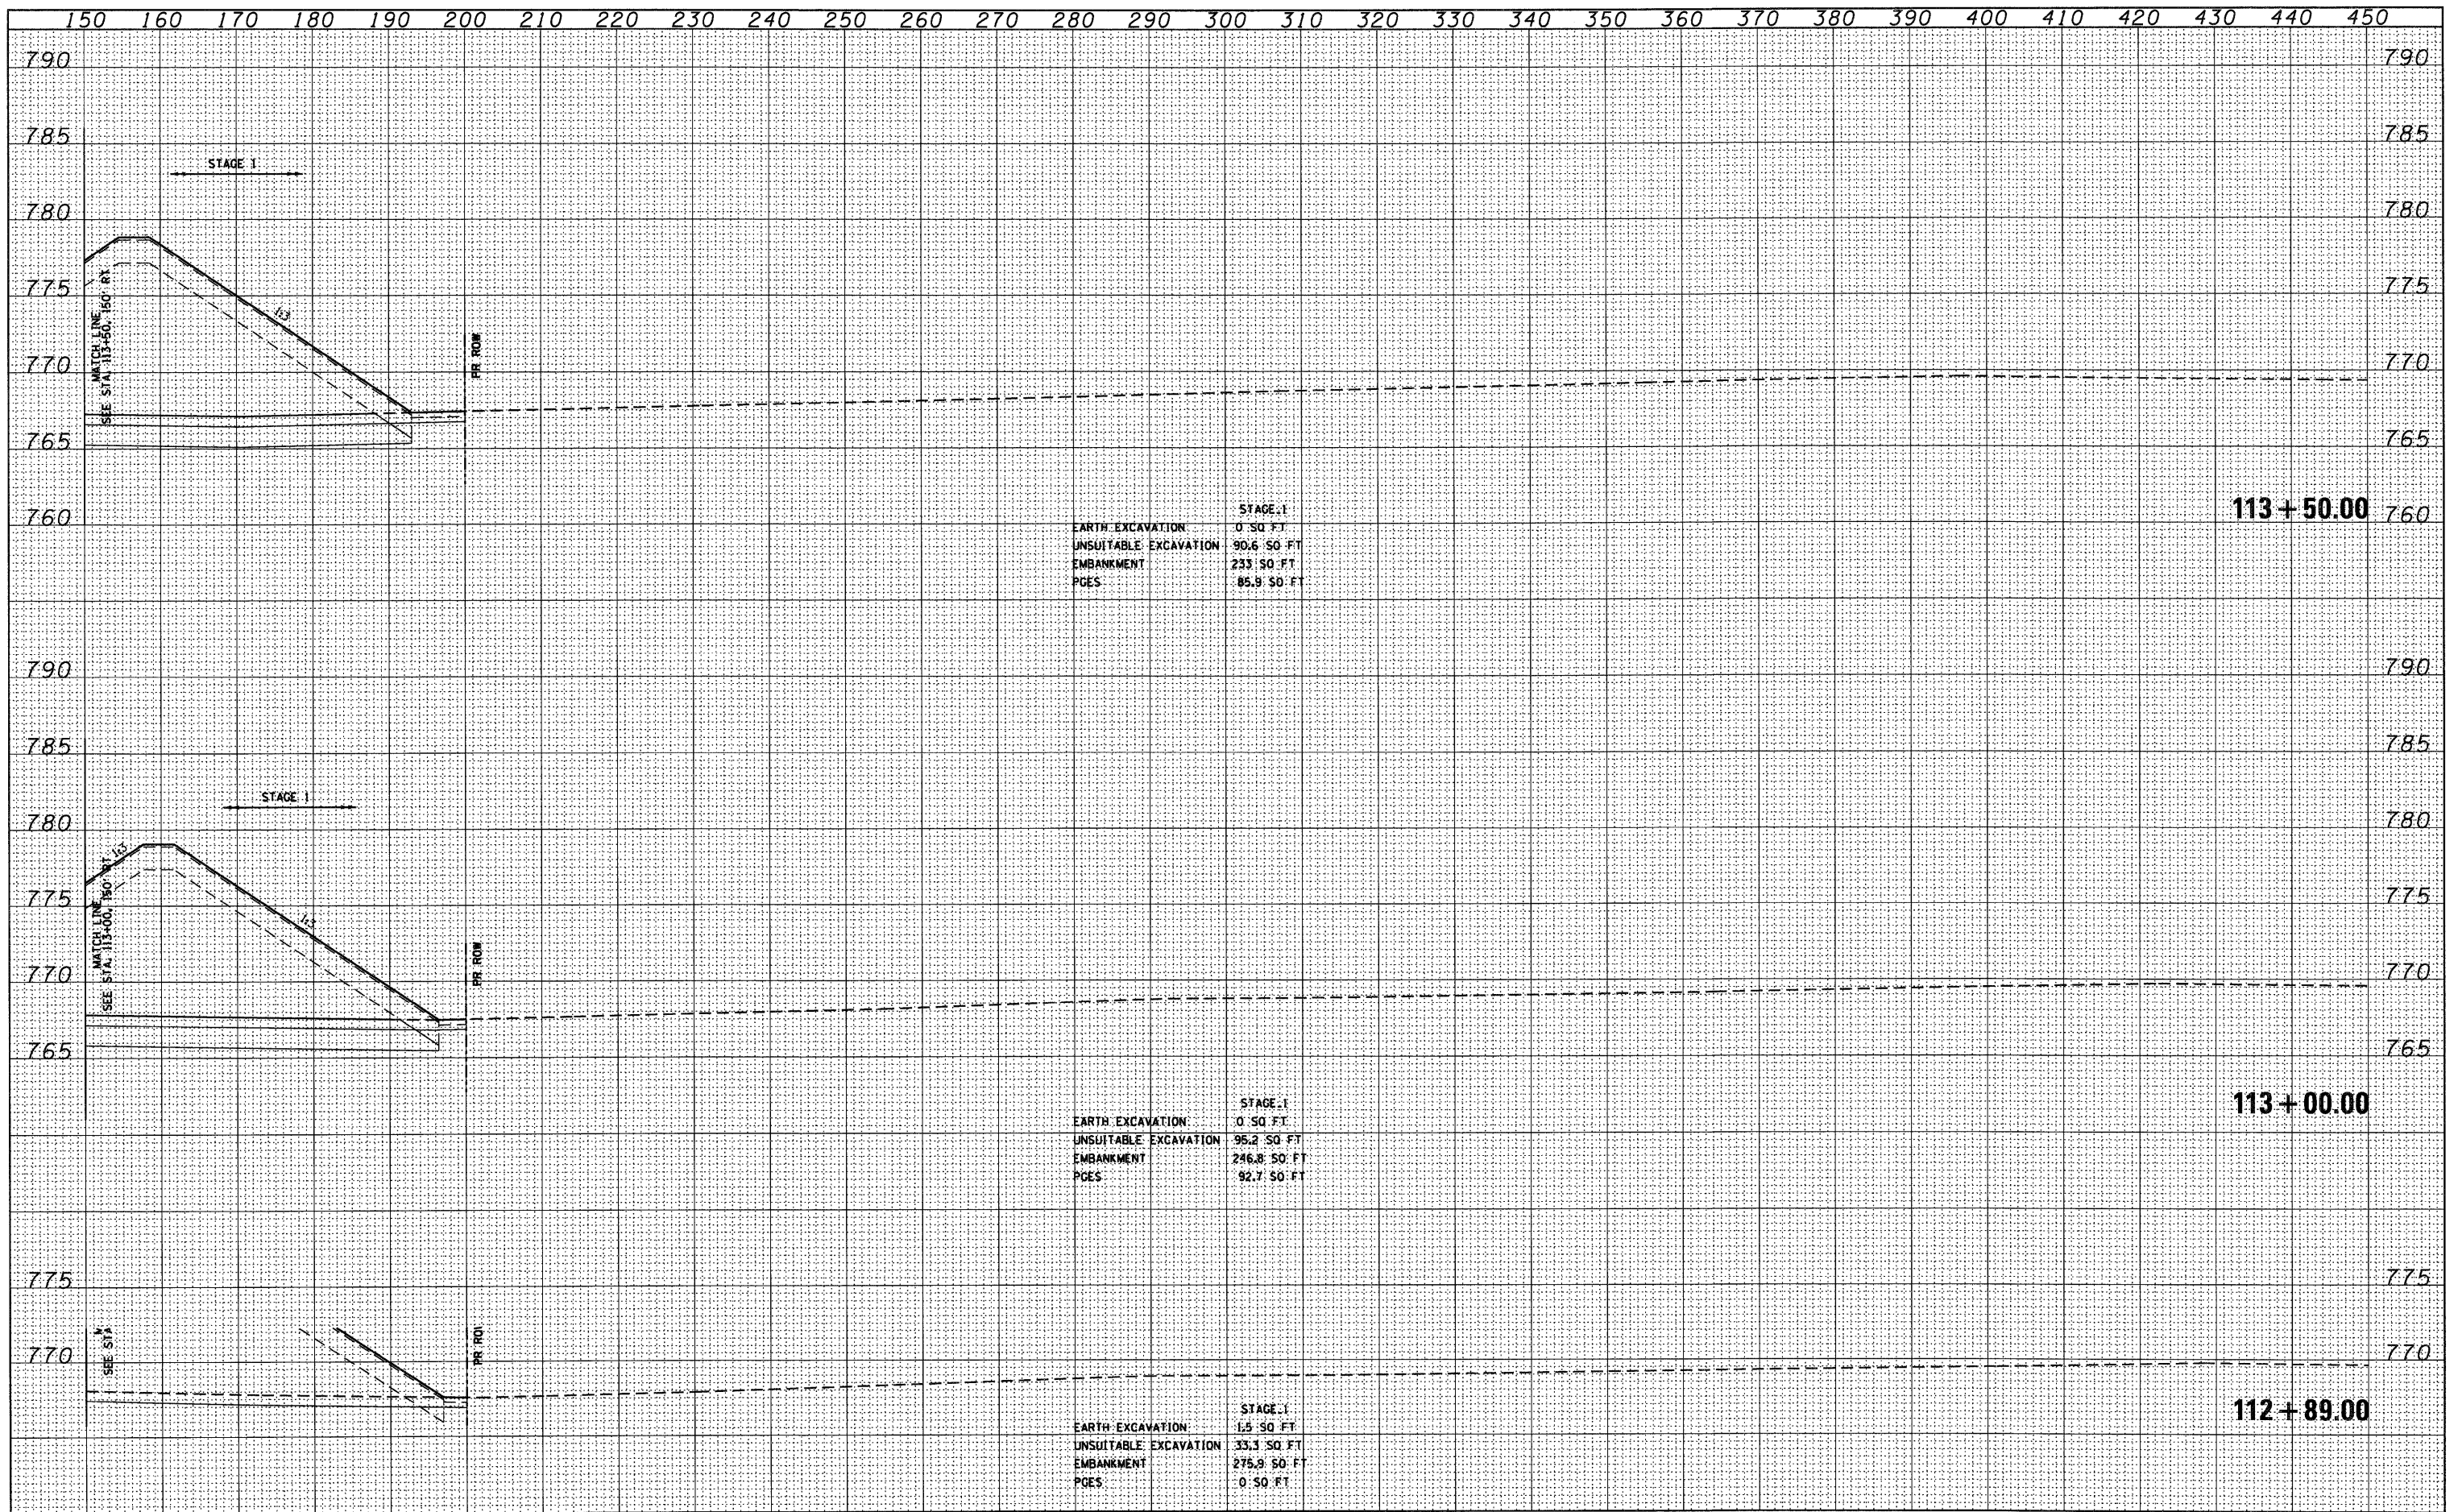 150 160 170 180 190 200 210 220 230 240 250 260 270 280 290 300 310 320 330 340 350 360 370 380 390 400 410 420 430 440 450
790 790
785 785
STAGE 1
780 780
775 775
1:3
MATCH LINE
SEE STA. 113+50, 150' RT
PR ROW
770 770
765 765
760 113+50.00 760
STAGE 1
EARTH EXCAVATION 0 SQ FT
UNSUITABLE EXCAVATION 90.6 SQ FT
EMBANKMENT 233 SQ FT
PGES 85.9 SQ FT
790 790
785 785
STAGE 1
780 780
1:3
775 775
1:3
MATCH LINE
SEE STA. 113+00, 150' RT
PR ROW
770 770
765 765
113+00.00
STAGE 1
EARTH EXCAVATION 0 SQ FT
UNSUITABLE EXCAVATION 95.2 SQ FT
EMBANKMENT 246.8 SQ FT
PGES 92.7 SQ FT
775 775
SEE STA
PR RO
770 770
112+89.00
STAGE 1
EARTH EXCAVATION 1.5 SQ FT
UNSUITABLE EXCAVATION 33.3 SQ FT
EMBANKMENT 275.9 SQ FT
PGES 0 SQ FT